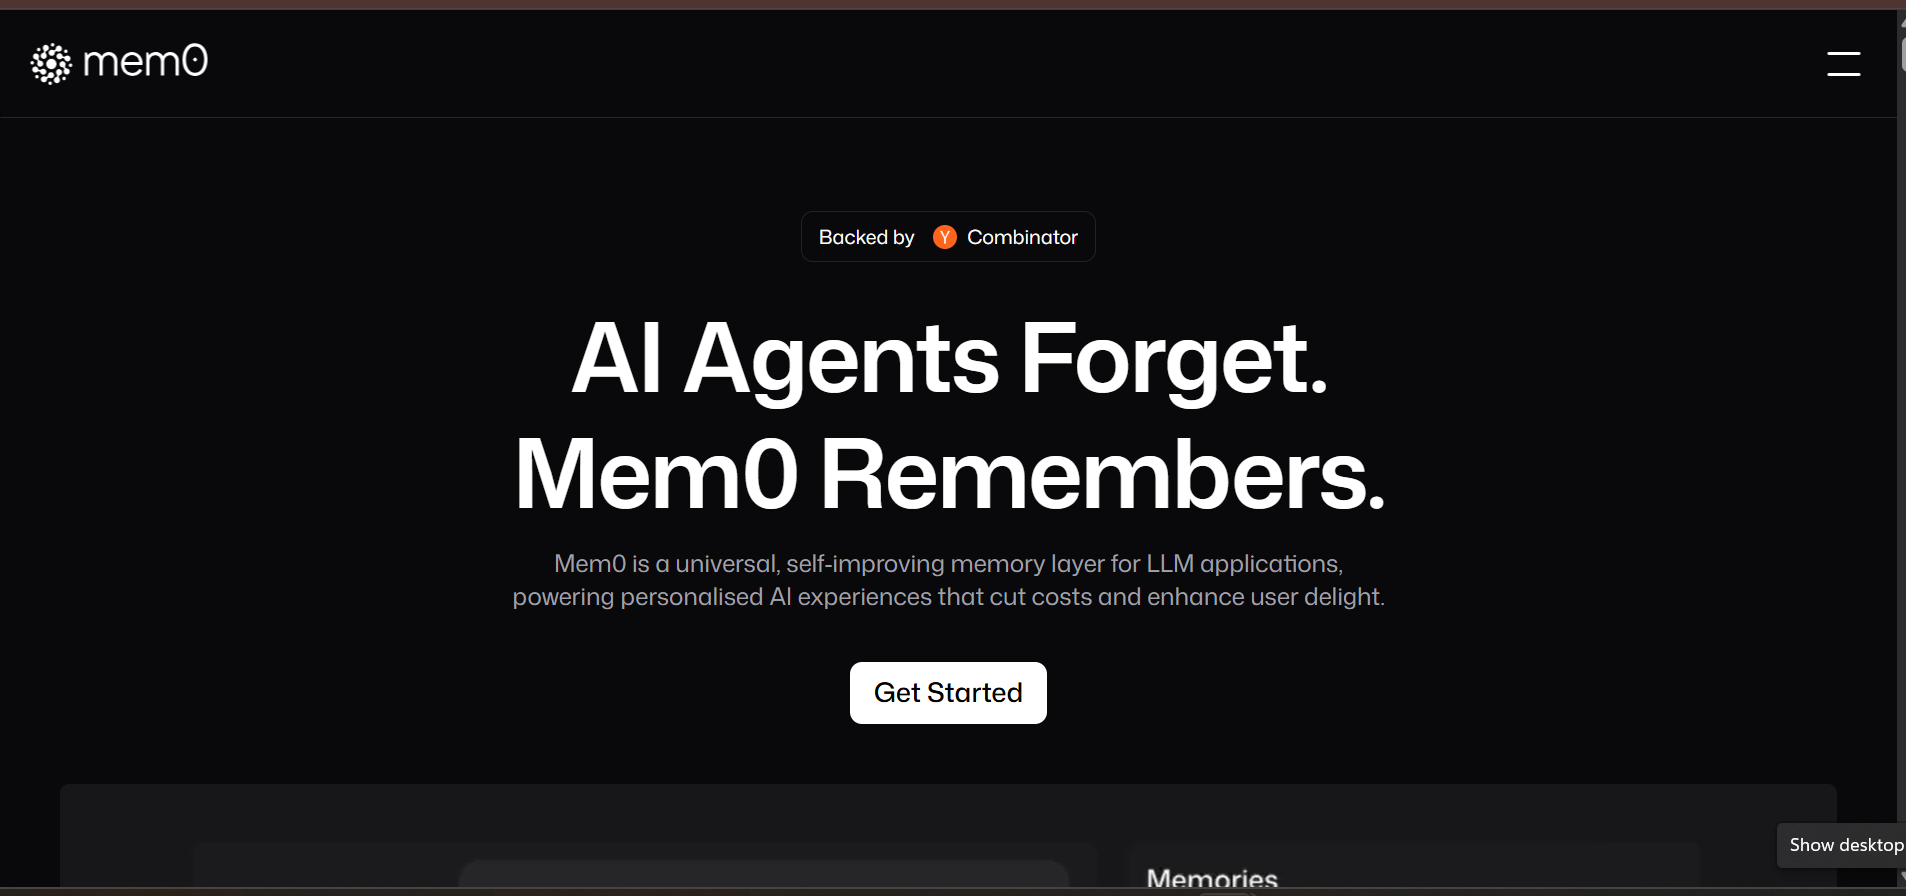 mem0
Backed by Y Combinator
AI Agents Forget.
Mem0 Remembers.
Mem0 is a universal, self-improving memory layer for LLM applications,
powering personalised AI experiences that cut costs and enhance user delight.
Get Started
Show desktop
Memories